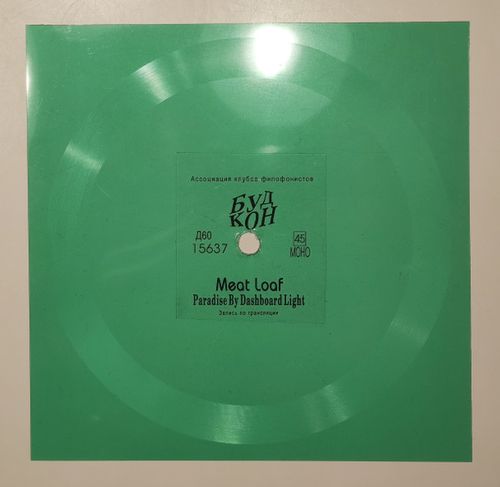 Ассоциация клубов филофонистов
БУД
КОН
Д60
15637
45
МОНО
Meat Loaf
Paradise By Dashboard Light
Запись по трансляции